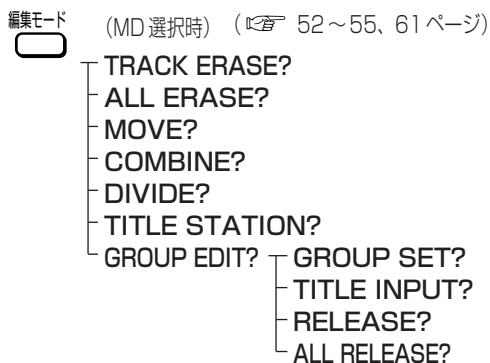 編集モード
(MD選択時) (☞ 52～55、61ページ)
TRACK ERASE?
ALL ERASE?
MOVE?
COMBINE?
DIVIDE?
TITLE STATION?
GROUP EDIT?
GROUP SET?
TITLE INPUT?
RELEASE?
ALL RELEASE?